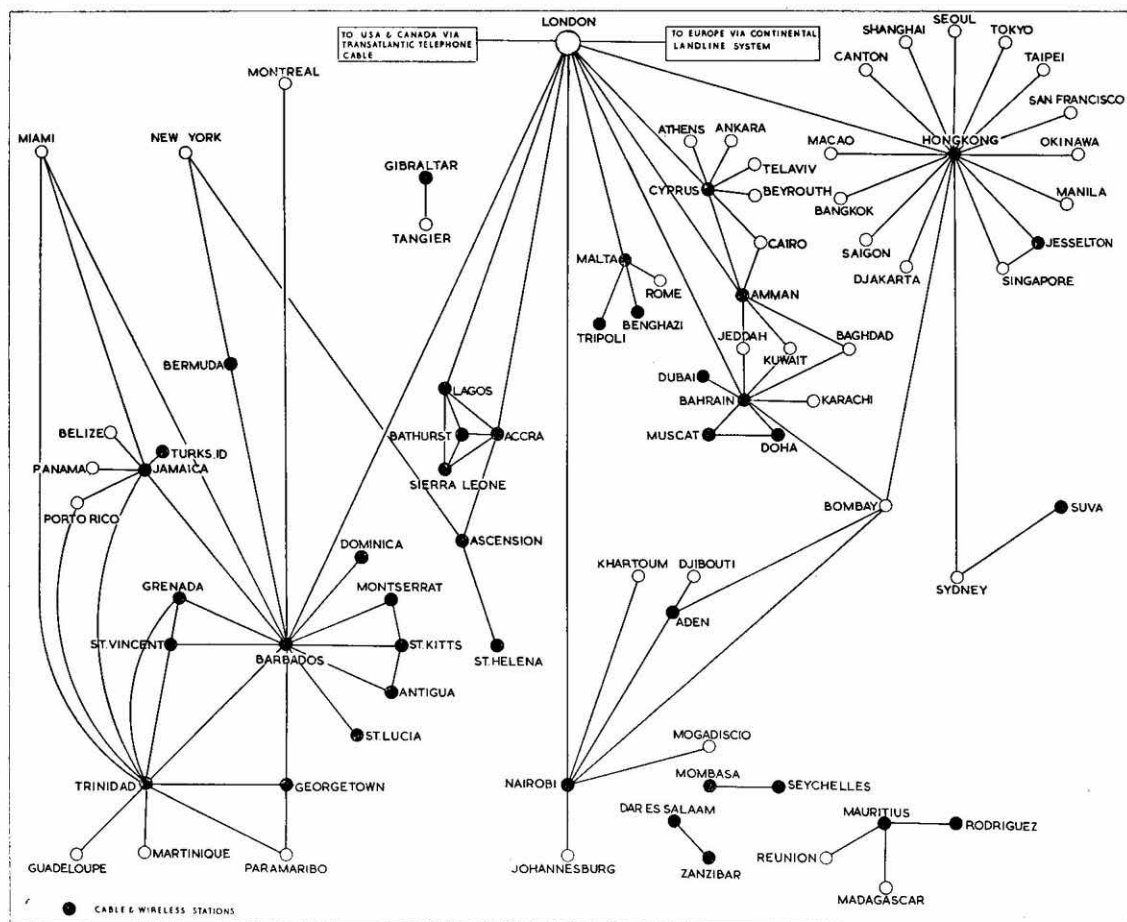 LONDON
TO USA & CANADA VIA
TRANSATLANTIC TELEPHONE
CABLE
TO EUROPE VIA CONTINENTAL
LANDLINE SYSTEM
SEOUL
SHANGHAI
TOKYO
CANTON
TAIPEI
MONTREAL
SAN FRANCISCO
MIAMI
NEW YORK
ATHENS
ANKARA
MACAO
HONGKONG
OKINAWA
GIBRALTAR
TELAVIV
CYPRUS
BEYROUTH
BANGKOK
MANILA
TANGIER
CAIRO
SAIGON
JESSELTON
MALTA
DJAKARTA
SINGAPORE
ROME
AMMAN
BENGHAZI
TRIPOLI
JEDDAH
BAGHDAD
KUWAIT
BERMUDA
DUBAI
LAGOS
BAHRAIN
KARACHI
BELIZE
TURKS.ID
BATHURST
ACCRA
MUSCAT
DOHA
PANAMA
JAMAICA
SIERRA LEONE
PORTO RICO
BOMBAY
SUVA
DOMINICA
ASCENSION
KHARTOUM
DJIBOUTI
GRENADA
MONTSERRAT
SYDNEY
ADEN
ST.VINCENT
BARBADOS
ST.KITTS
ST.HELENA
ANTIGUA
ST.LUCIA
MOGADISCIO
TRINIDAD
GEORGETOWN
NAIROBI
MOMBASA
SEYCHELLES
DAR ES SALAAM
MAURITIUS
RODRIGUEZ
GUADELOUPE
MARTINIQUE
PARAMARIBO
JOHANNESBURG
ZANZIBAR
REUNION
MADAGASCAR
CABLE & WIRELESS STATIONS